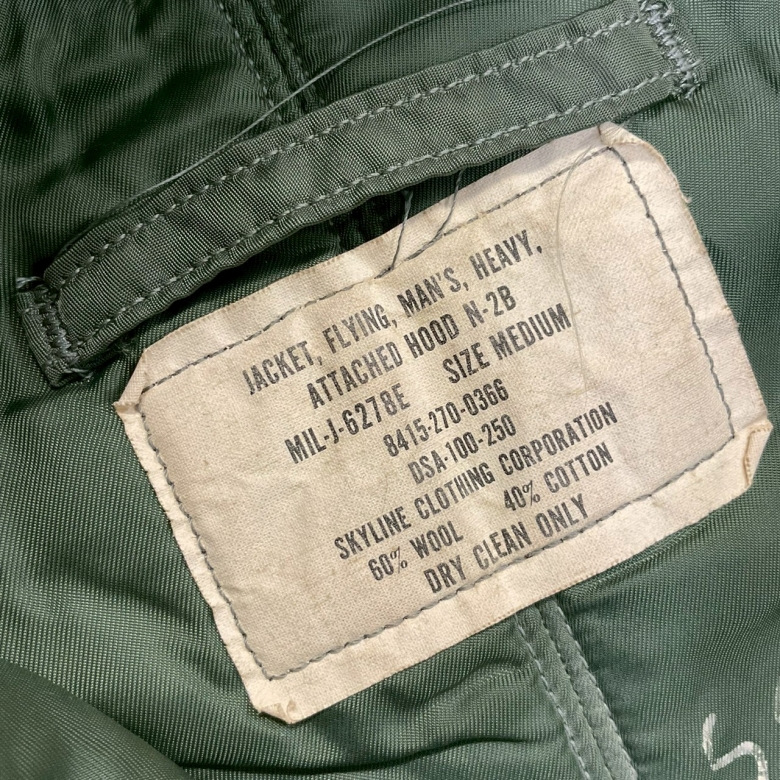 JACKET, FLYING, MAN'S, HEAVY,
ATTACHED HOOD N-2B
MIL-J-6278E SIZE MEDIUM
8415-270-0366
DSA-100-250
SKYLINE CLOTHING CORPORATION
60% WOOL 40% COTTON
DRY CLEAN ONLY